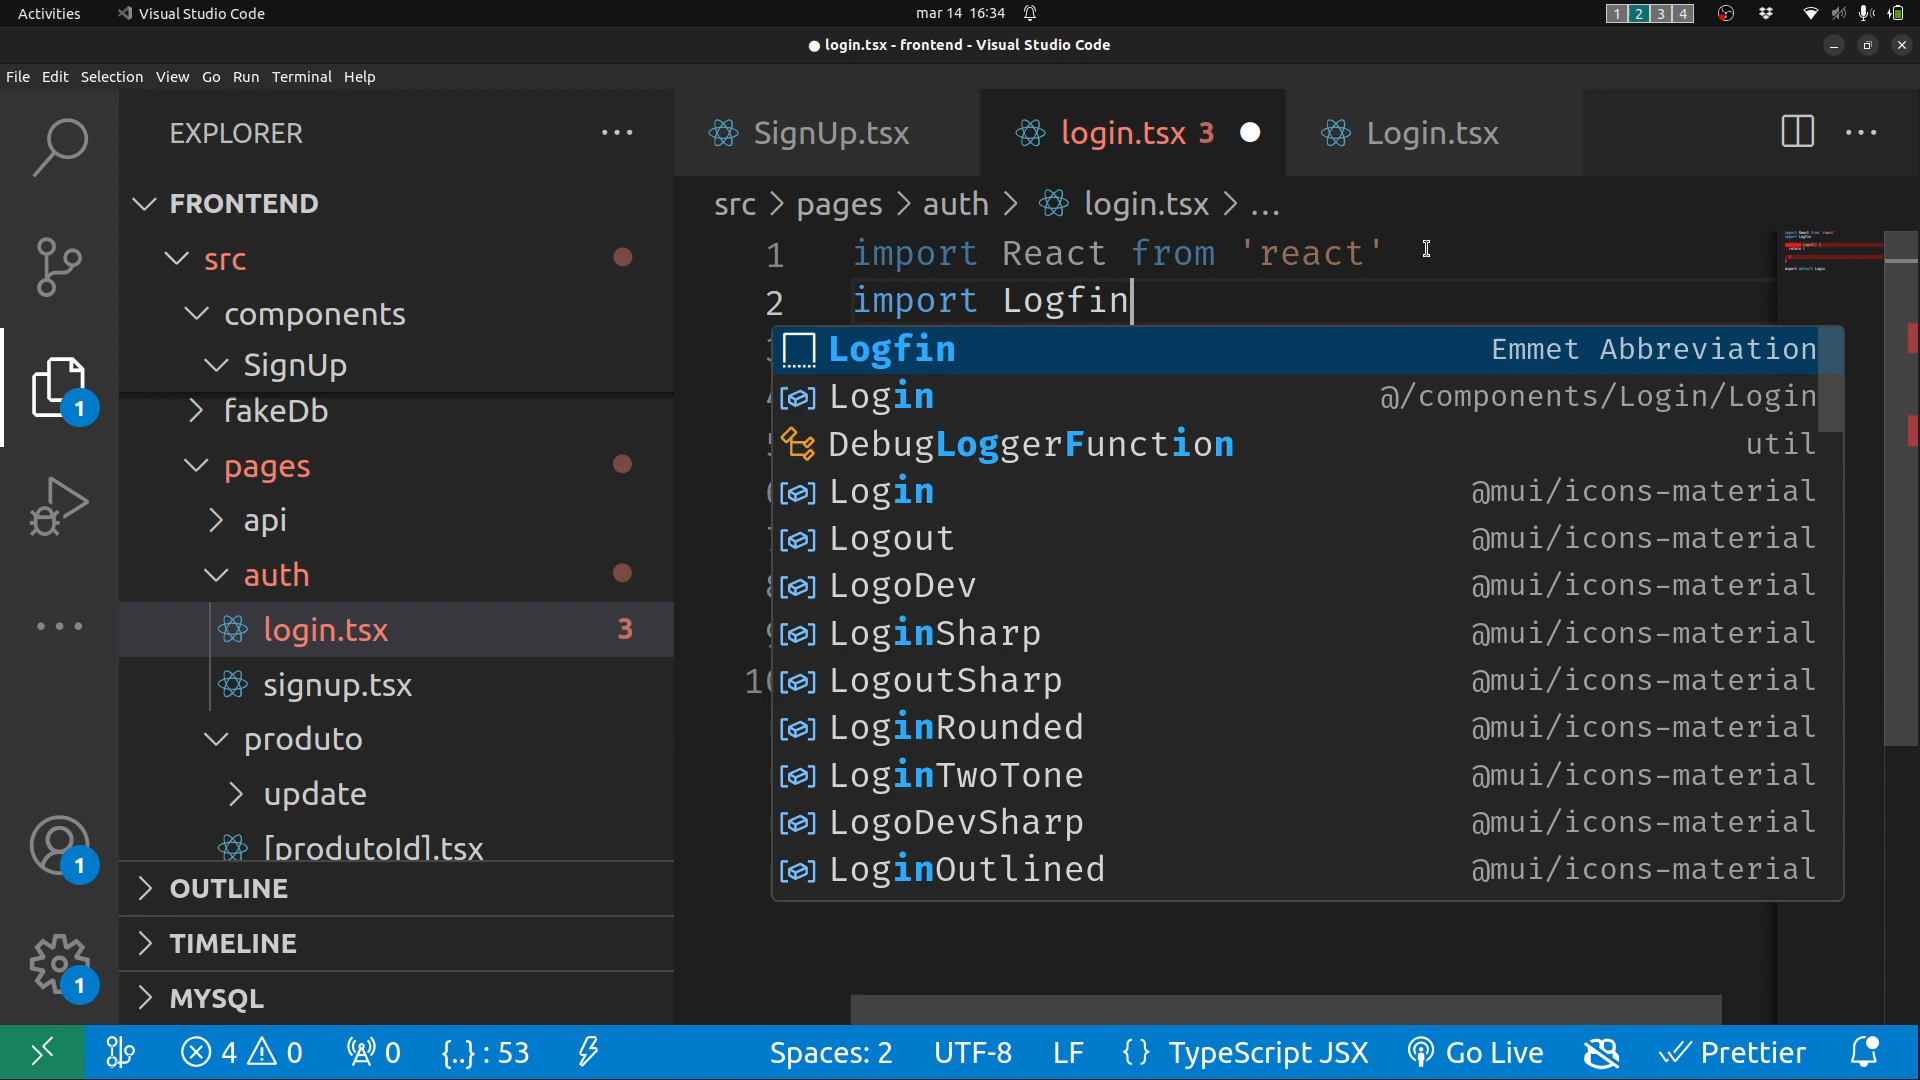 Activities Visual Studio Code mar 14 16:34 1 2 3 4
● login.tsx - frontend - Visual Studio Code
File Edit Selection View Go Run Terminal Help
EXPLORER ...
FRONTEND
src
components
SignUp
fakeDb
pages
api
auth
login.tsx 3
signup.tsx
produto
update
[produtoId].tsx
OUTLINE
TIMELINE
MYSQL
1
1
1
SignUp.tsx login.tsx 3 ● Login.tsx
src > pages > auth > login.tsx > ...
1 import React from 'react'
2 import Logfin
Logfin Emmet Abbreviation
Login @/components/Login/Login
DebugLoggerFunction util
Login @mui/icons-material
Logout @mui/icons-material
LogoDev @mui/icons-material
LoginSharp @mui/icons-material
LogoutSharp @mui/icons-material
LoginRounded @mui/icons-material
LoginTwoTone @mui/icons-material
LogoDevSharp @mui/icons-material
LoginOutlined @mui/icons-material
4 0 0 {..} : 53 Spaces: 2 UTF-8 LF {} TypeScript JSX Go Live Prettier